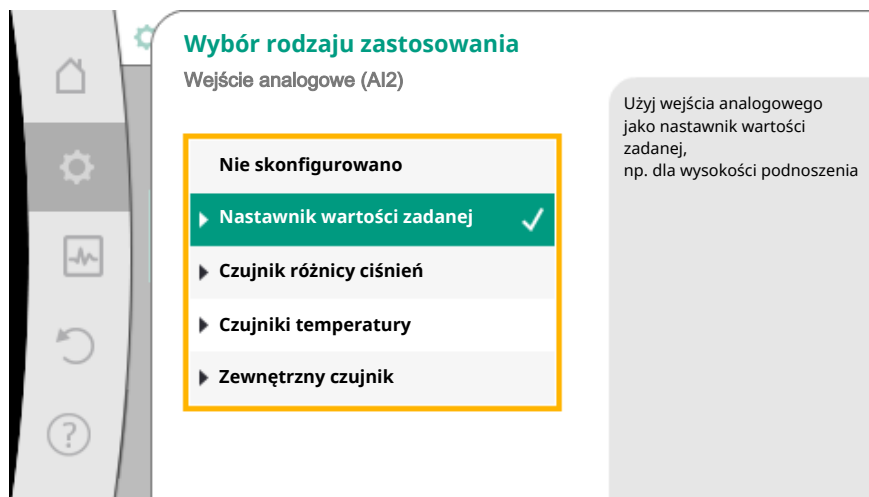 Wybór rodzaju zastosowania
Wejście analogowe (AI2)
Nie skonfigurowano
Nastawnik wartości zadanej
Czujnik różnicy ciśnień
Czujniki temperatury
Zewnętrzny czujnik
Użyj wejścia analogowego
jako nastawnik wartości
zadanej,
np. dla wysokości podnoszenia
?